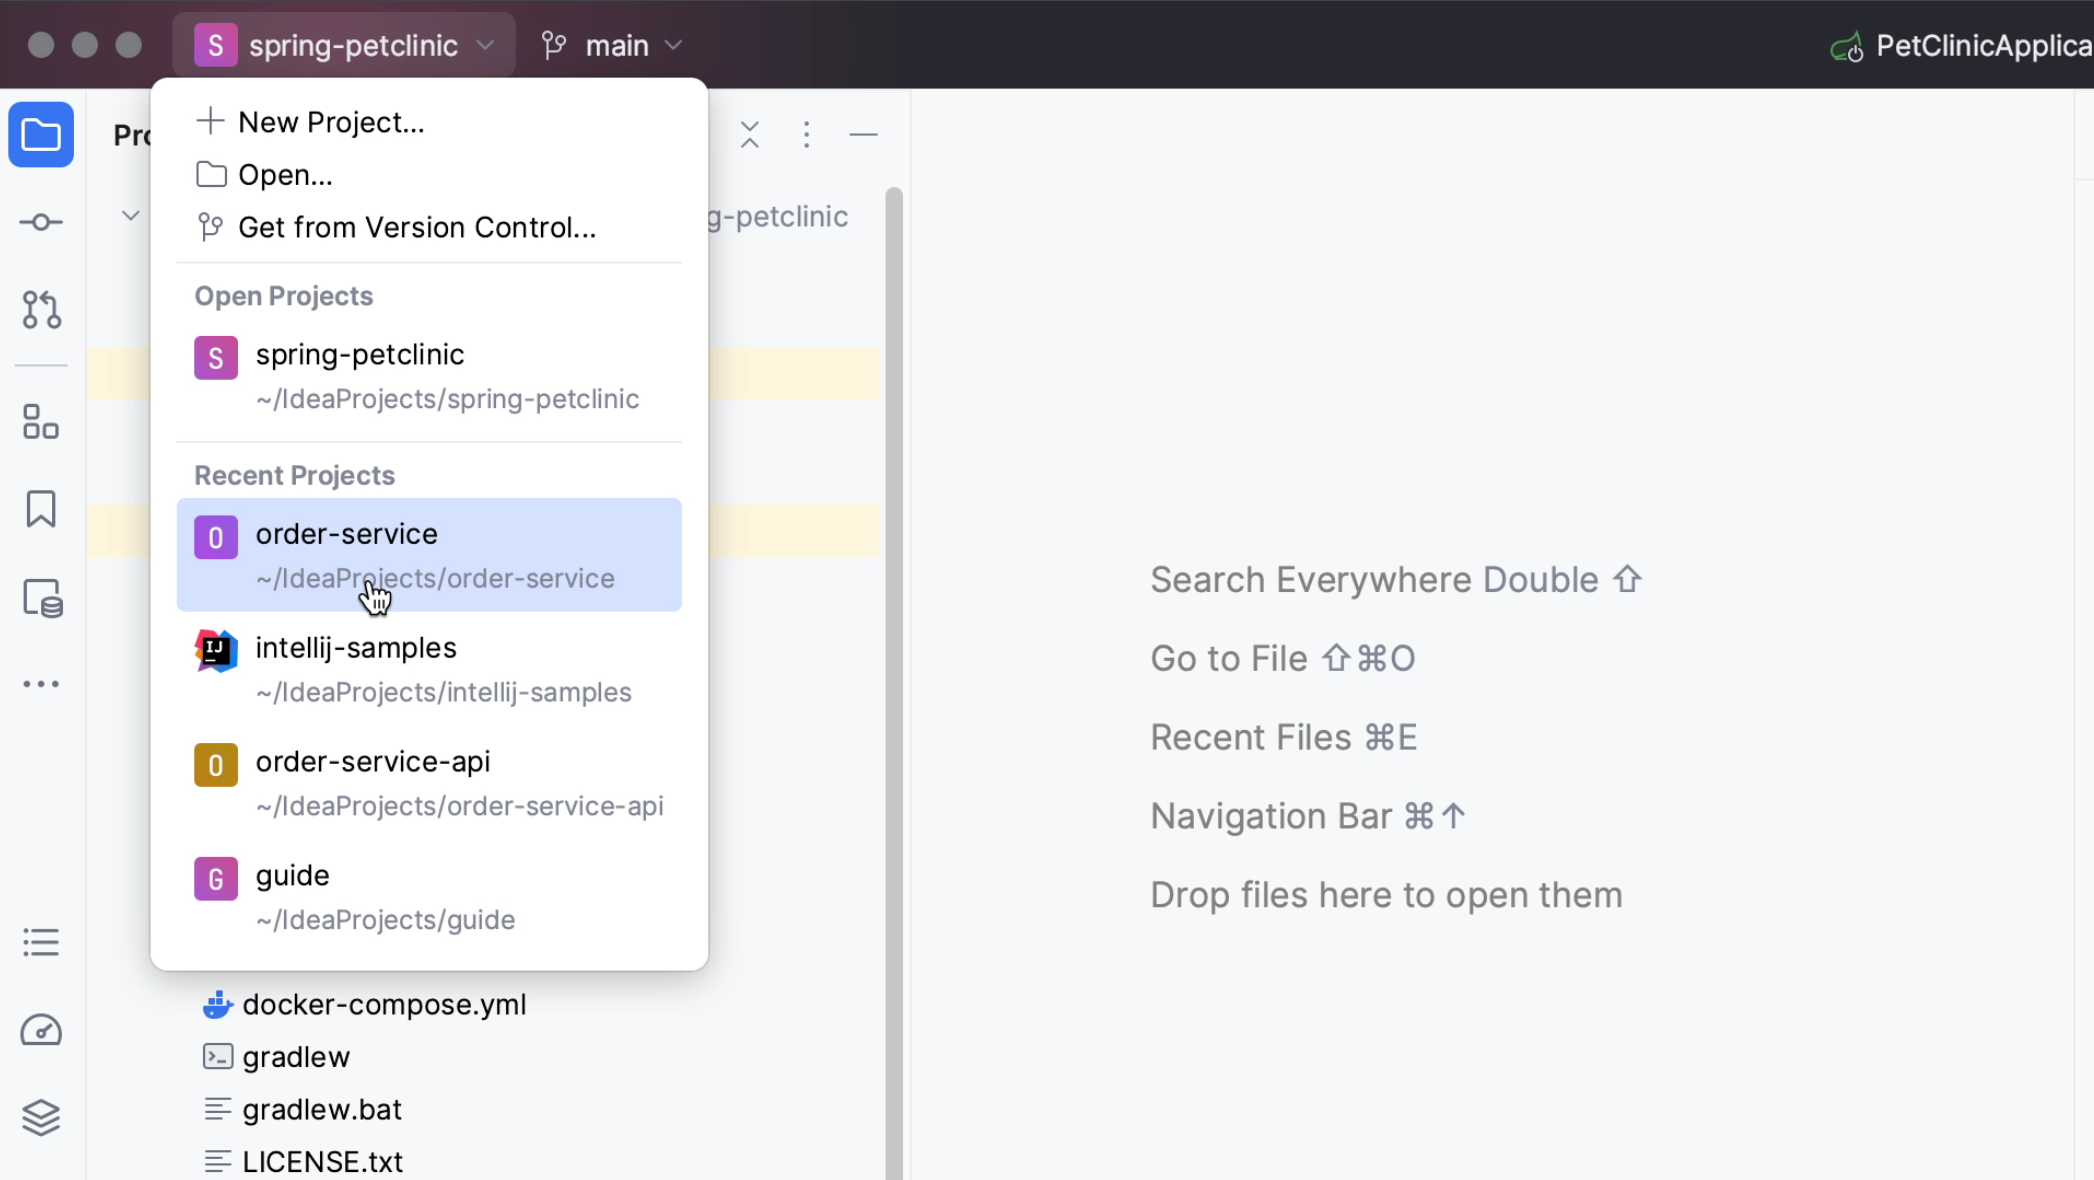 S spring-petclinic main
PetClinicApplica
Pro
New Project...
Open...
Get from Version Control...
g-petclinic
Open Projects
S spring-petclinic
~/IdeaProjects/spring-petclinic
Recent Projects
O order-service
~/IdeaProjects/order-service
IJ intellij-samples
~/IdeaProjects/intellij-samples
O order-service-api
~/IdeaProjects/order-service-api
G guide
~/IdeaProjects/guide
docker-compose.yml
gradlew
gradlew.bat
LICENSE.txt
Search Everywhere Double ⇧
Go to File ⇧⌘O
Recent Files ⌘E
Navigation Bar ⌘↑
Drop files here to open them